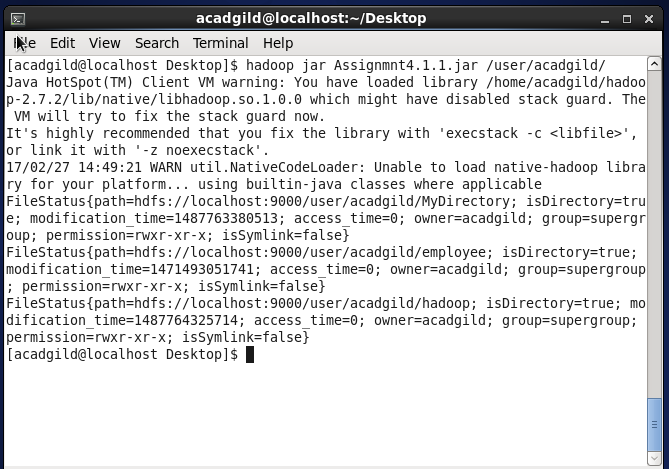 acadgild@localhost:~/Desktop
File Edit View Search Terminal Help
[acadgild@localhost Desktop]$ hadoop jar Assignmnt4.1.1.jar /user/acadgild/
Java HotSpot(TM) Client VM warning: You have loaded library /home/acadgild/hadoo
p-2.7.2/lib/native/libhadoop.so.1.0.0 which might have disabled stack guard. The
 VM will try to fix the stack guard now.
It's highly recommended that you fix the library with 'execstack -c <libfile>',
or link it with '-z noexecstack'.
17/02/27 14:49:21 WARN util.NativeCodeLoader: Unable to load native-hadoop libra
ry for your platform... using builtin-java classes where applicable
FileStatus{path=hdfs://localhost:9000/user/acadgild/MyDirectory; isDirectory=tru
e; modification_time=1487763380513; access_time=0; owner=acadgild; group=supergr
oup; permission=rwxr-xr-x; isSymlink=false}
FileStatus{path=hdfs://localhost:9000/user/acadgild/employee; isDirectory=true;
modification_time=1471493051741; access_time=0; owner=acadgild; group=supergroup
; permission=rwxr-xr-x; isSymlink=false}
FileStatus{path=hdfs://localhost:9000/user/acadgild/hadoop; isDirectory=true; mo
dification_time=1487764325714; access_time=0; owner=acadgild; group=supergroup;
permission=rwxr-xr-x; isSymlink=false}
[acadgild@localhost Desktop]$